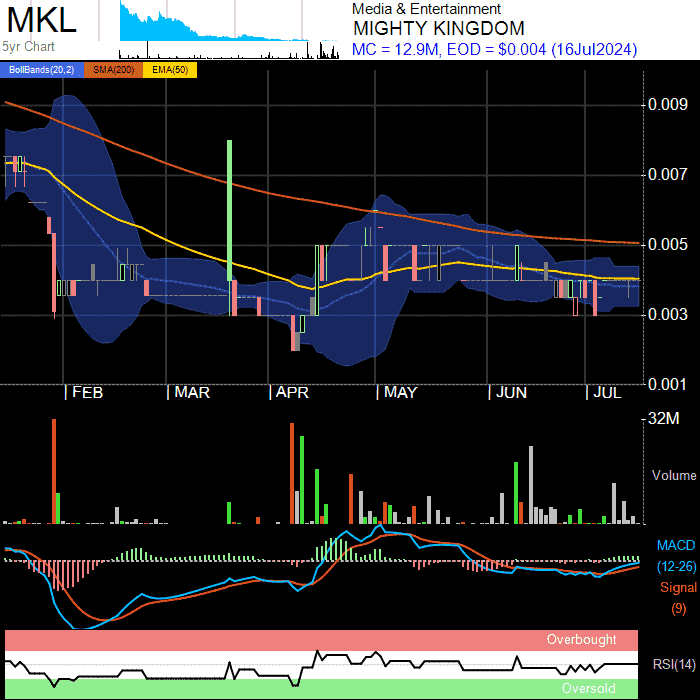 MKL
5yr Chart
Media & Entertainment
MIGHTY KINGDOM
MC = 12.9M, EOD = $0.004 (16Jul2024)
BollBands(20,2) SMA(200) EMA(50)
0.009
0.007
0.005
0.003
0.001
FEB MAR APR MAY JUN JUL
32M
Volume
MACD
(12-26)
Signal
(9)
Overbought
RSI(14)
Oversold